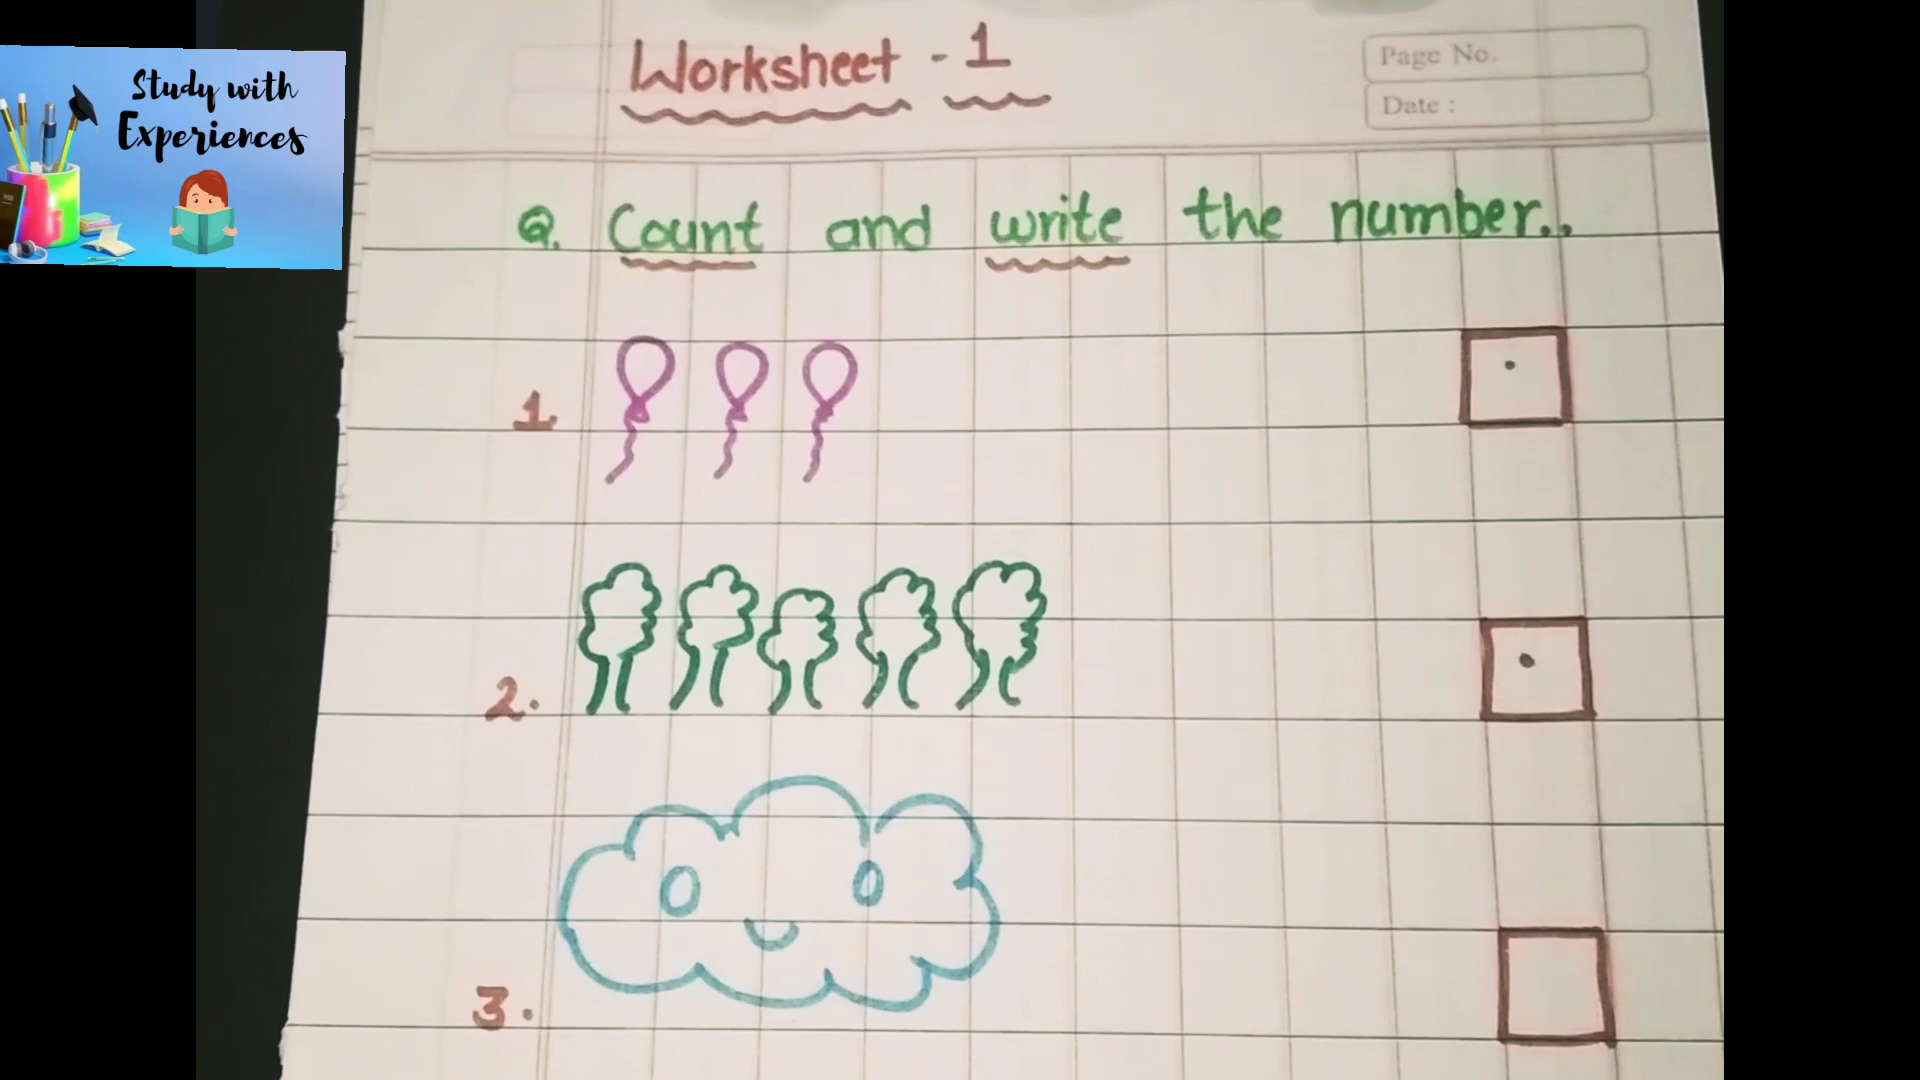 Study with
Experiences
Worksheet - 1
Page No.
Date :
Q. Count and write the number..
1.
2.
3.